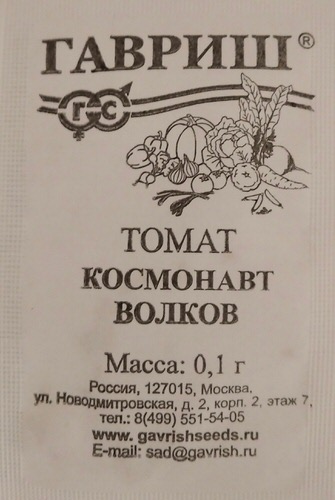 ГАВРИШ®
ГС
ТОМАТ
КОСМОНАВТ
ВОЛКОВ
Масса: 0,1 г
Россия, 127015, Москва,
ул. Новодмитровская, д. 2, корп. 2, этаж 7,
тел.: 8(499) 551-54-05
www. gavrishseeds.ru
E-mail: sad@gavrish.ru